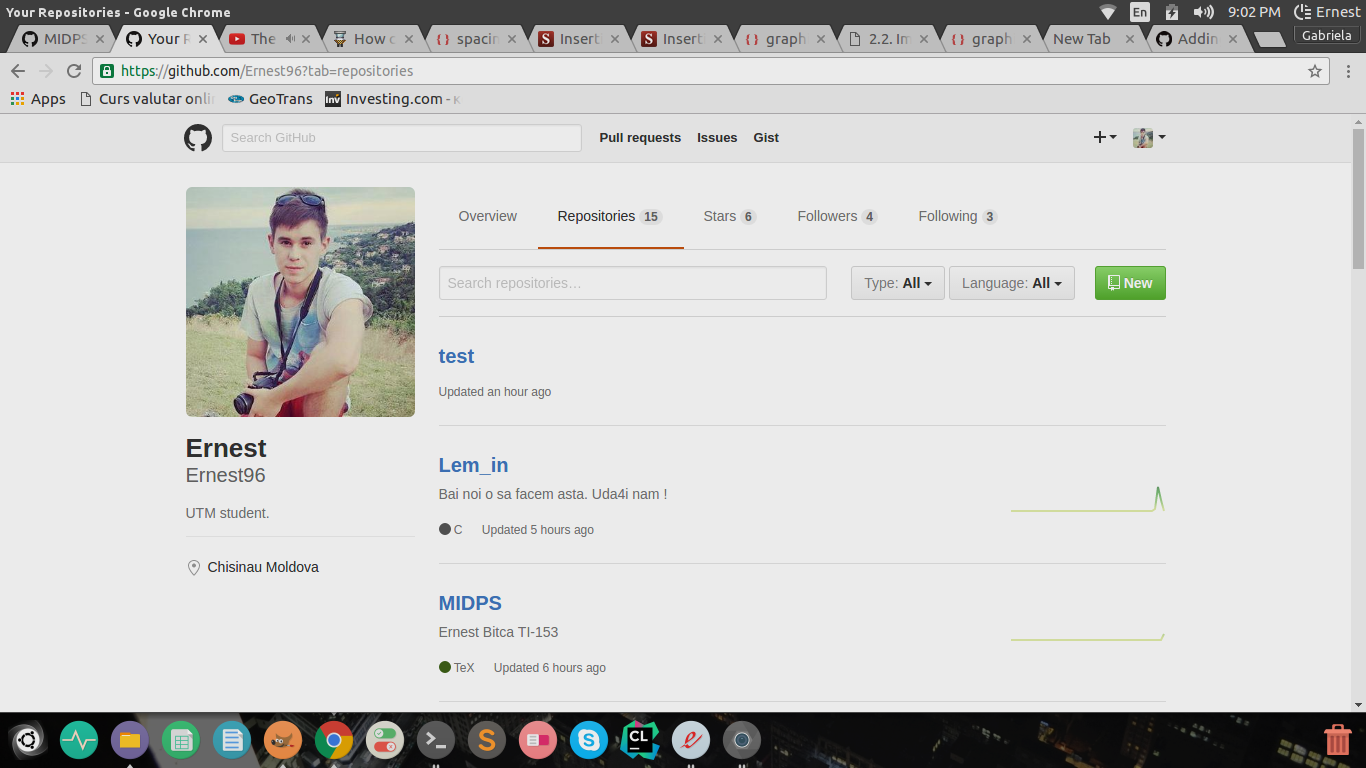 Your Repositories - Google Chrome
En 9:02 PM Ernest
MIDPS Your R The How spacin Insert Insert graph 2.2. Im graph New Tab Addin Gabriela
https://github.com/Ernest96?tab=repositories
Apps Curs valutar onli GeoTrans Investing.com - к
Search GitHub Pull requests Issues Gist
Overview Repositories 15 Stars 6 Followers 4 Following 3
Search repositories… Type: All Language: All New
test
Updated an hour ago
Ernest
Ernest96
UTM student.
Chisinau Moldova
Lem_in
Bai noi o sa facem asta. Uda4i nam !
C Updated 5 hours ago
MIDPS
Ernest Bitca TI-153
TeX Updated 6 hours ago